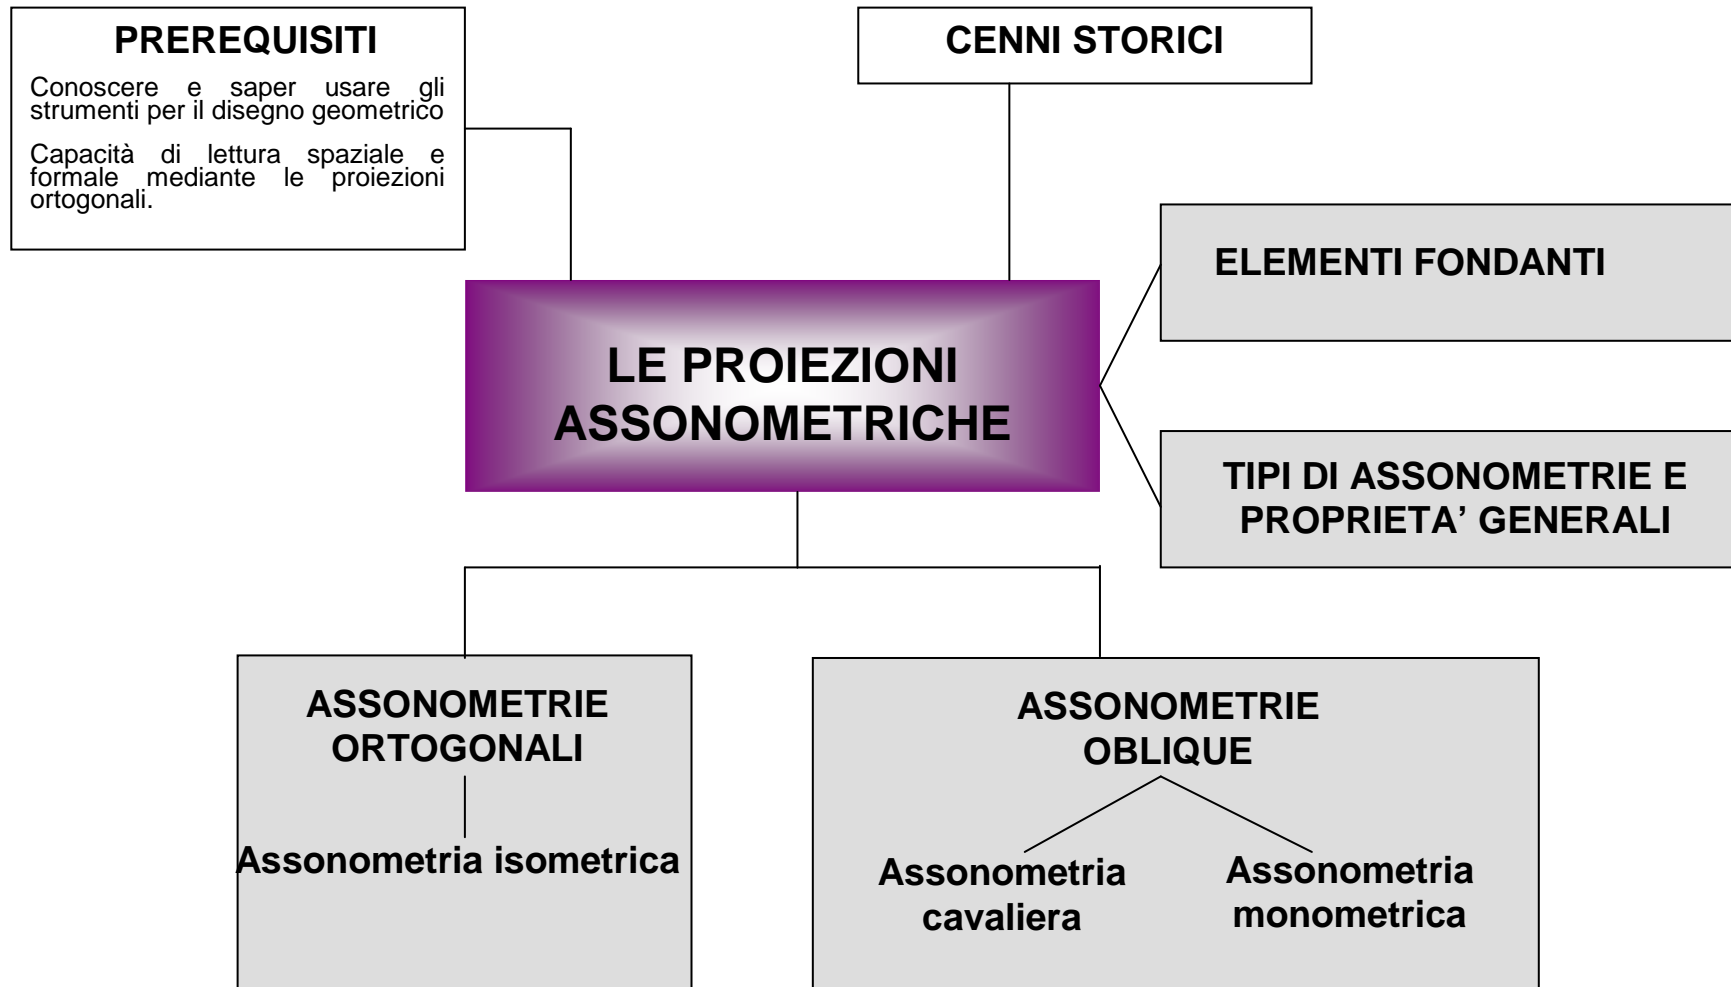 PREREQUISITI
Conoscere e saper usare gli
strumenti per il disegno geometrico
Capacità di lettura spaziale e
formale mediante le proiezioni
ortogonali.
CENNI STORICI
ELEMENTI FONDANTI
LE PROIEZIONI
ASSONOMETRICHE
TIPI DI ASSONOMETRIE E
PROPRIETA’ GENERALI
ASSONOMETRIE
ORTOGONALI
Assonometria isometrica
ASSONOMETRIE
OBLIQUE
Assonometria
cavaliera
Assonometria
monometrica